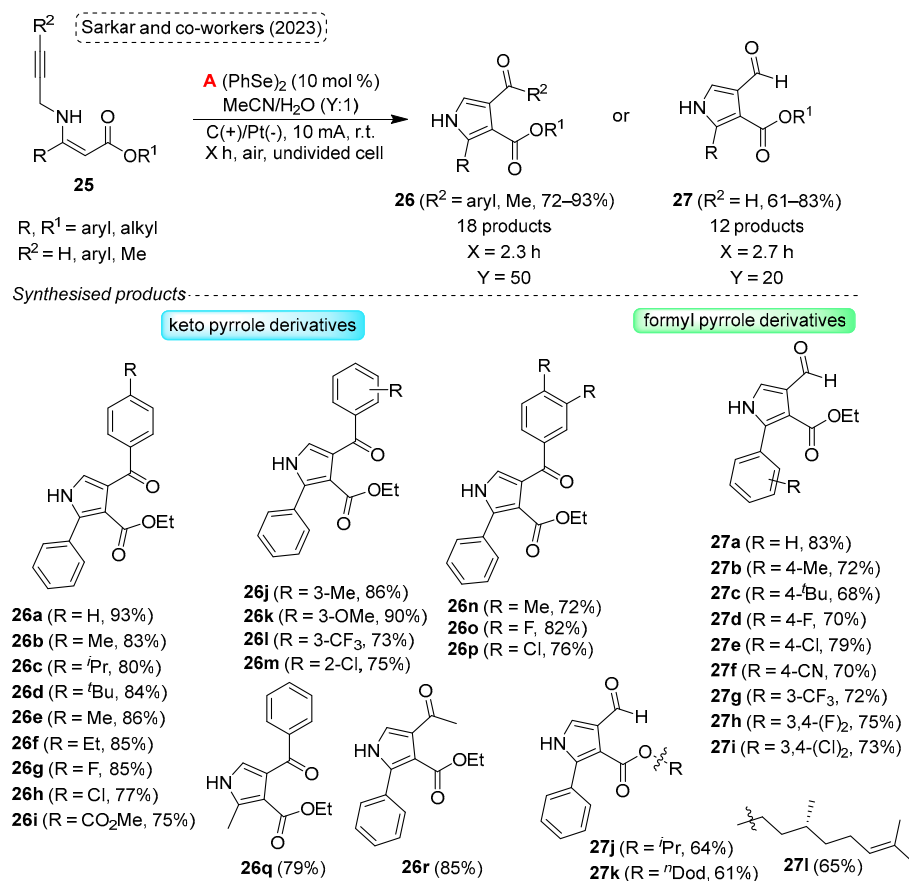 Sarkar and co-workers (2023)
R²
NH
O
R
OR¹
25
R, R¹ = aryl, alkyl
R² = H, aryl, Me
A (PhSe)₂ (10 mol %)
MeCN/H₂O (Y:1)
C(+)/Pt(-), 10 mA, r.t.
X h, air, undivided cell
O
R²
HN
OR¹
R
O
26 (R² = aryl, Me, 72–93%)
18 products
X = 2.3 h
Y = 50
or
O
H
HN
OR¹
R
O
27 (R² = H, 61–83%)
12 products
X = 2.7 h
Y = 20
Synthesised products
keto pyrrole derivatives
formyl pyrrole derivatives
R
O
HN
OEt
O
26a (R = H, 93%)
26b (R = Me, 83%)
26c (R = ⁱPr, 80%)
26d (R = ᵗBu, 84%)
26e (R = Me, 86%)
26f (R = Et, 85%)
26g (R = F, 85%)
26h (R = Cl, 77%)
26i (R = CO₂Me, 75%)
R
O
HN
OEt
O
26j (R = 3-Me, 86%)
26k (R = 3-OMe, 90%)
26l (R = 3-CF₃, 73%)
26m (R = 2-Cl, 75%)
R
R
O
HN
OEt
O
26n (R = Me, 72%)
26o (R = F, 82%)
26p (R = Cl, 76%)
O
H
HN
OEt
O
R
27a (R = H, 83%)
27b (R = 4-Me, 72%)
27c (R = 4-ᵗBu, 68%)
27d (R = 4-F, 70%)
27e (R = 4-Cl, 79%)
27f (R = 4-CN, 70%)
27g (R = 3-CF₃, 72%)
27h (R = 3,4-(F)₂, 75%)
27i (R = 3,4-(Cl)₂, 73%)
O
HN
OEt
O
26q (79%)
O
HN
OEt
O
26r (85%)
O
H
HN
O
R
O
27j (R = ⁱPr, 64%)
27k (R = ⁿDod, 61%)
27l (65%)